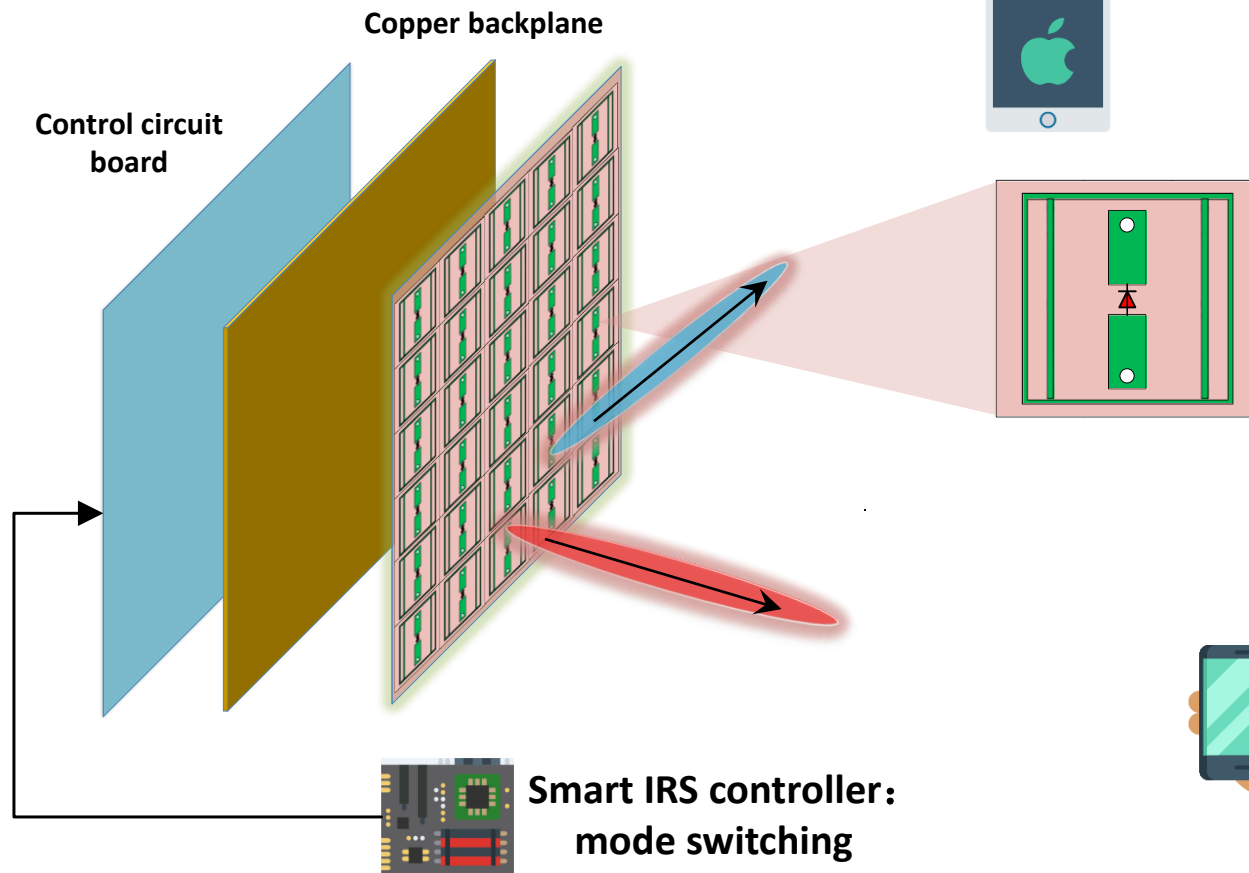 Copper backplane
Control circuit
board
Smart IRS controller：
mode switching